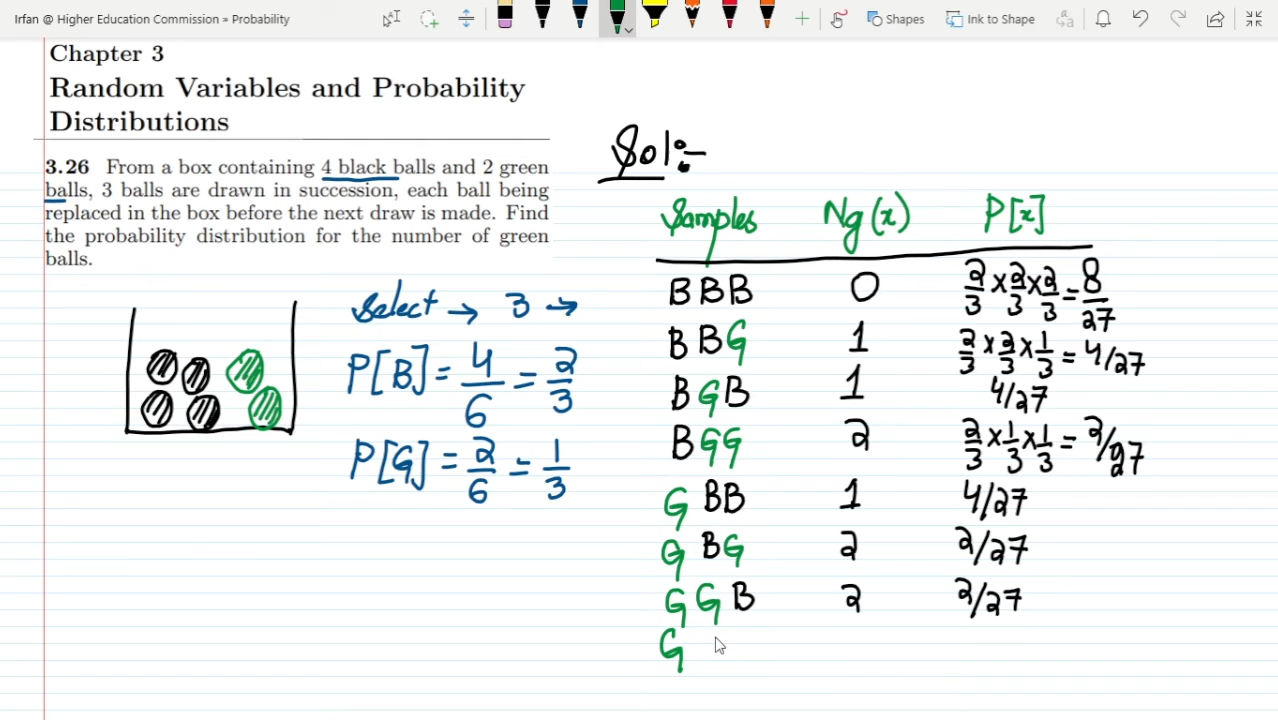 Irfan @ Higher Education Commission » Probability
Shapes
Ink to Shape
Chapter 3
Random Variables and Probability
Distributions
3.26 From a box containing 4 black balls and 2 green
balls, 3 balls are drawn in succession, each ball being
replaced in the box before the next draw is made. Find
the probability distribution for the number of green
balls.
Select → 3 →
P[B] = 4/6 = 2/3
P[G] = 2/6 = 1/3
Sol:-
Samples Ng(x) P[x]
BBB 0 2/3 × 2/3 × 2/3 = 8/27
BBG 1 2/3 × 2/3 × 1/3 = 4/27
BGB 1 4/27
BGG 2 2/3 × 1/3 × 1/3 = 2/27
GBB 1 4/27
GBG 2 2/27
GGB 2 2/27
G